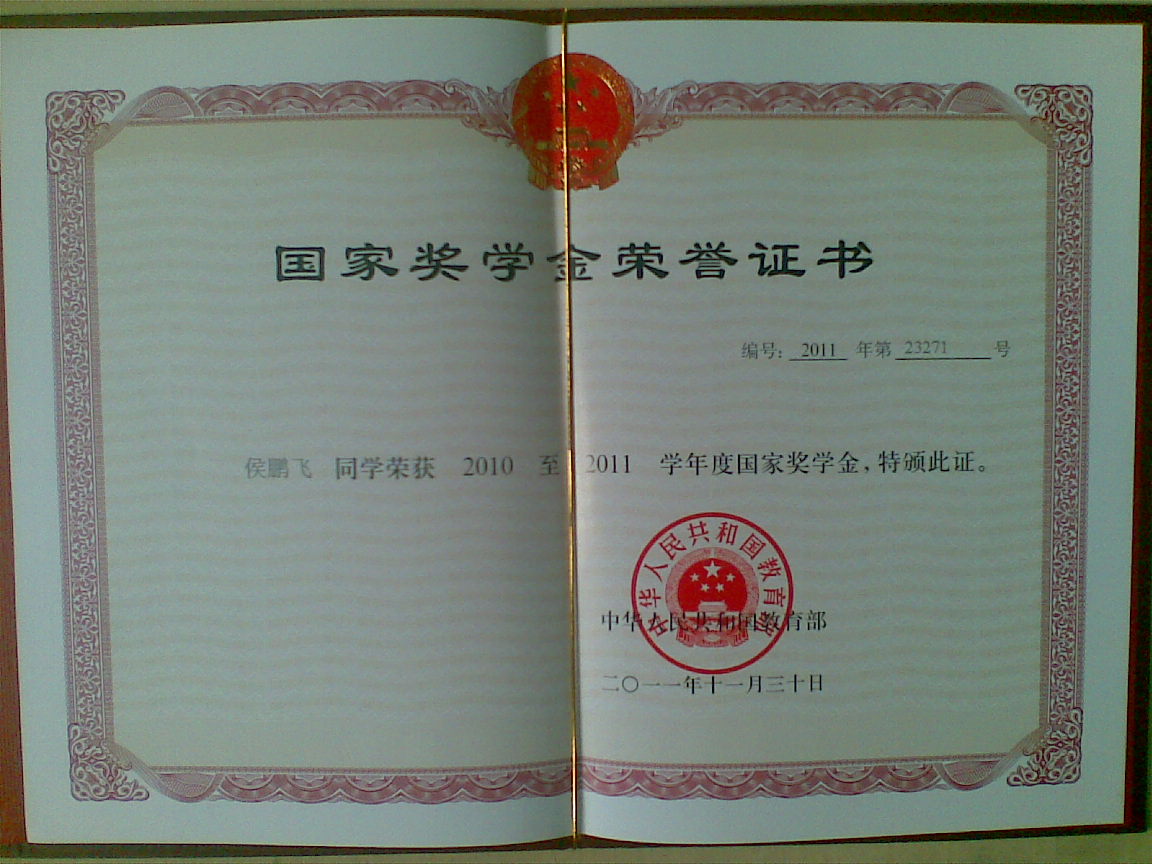 国家奖学金荣誉证书
编号: 2011 年第 23271 号
侯鹏飞 同学荣获 2010 至 2011 学年度国家奖学金,特颁此证。
中华人民共和国教育部
中华人民共和国教育部
二〇一一年十一月三十日